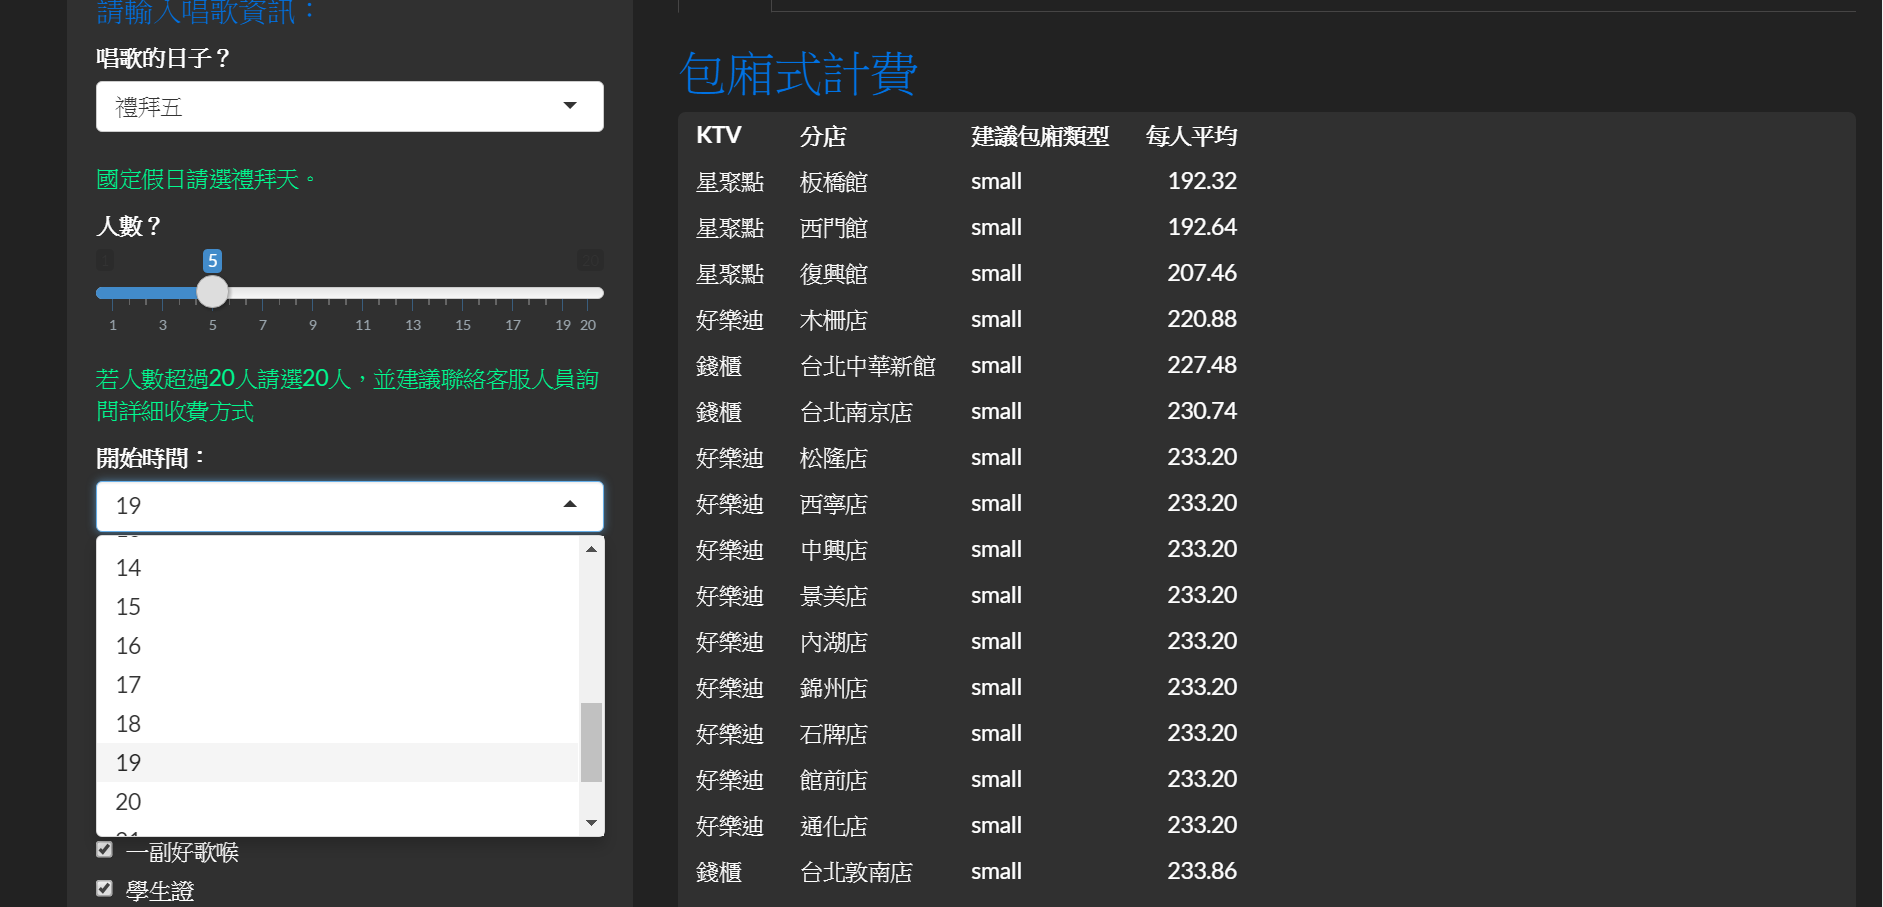 請輸入唱歌資訊：
唱歌的日子？
禮拜五
國定假日請選禮拜天。
人數？
1 5 20
1 3 5 7 9 11 13 15 17 19 20
若人數超過20人請選20人，並建議聯絡客服人員詢
問詳細收費方式
開始時間：
19
14
15
16
17
18
19
20
21
一副好歌喉
學生證
包廂式計費
KTV 分店 建議包廂類型 每人平均
星聚點 板橋館 small 192.32
星聚點 西門館 small 192.64
星聚點 復興館 small 207.46
好樂迪 木柵店 small 220.88
錢櫃 台北中華新館 small 227.48
錢櫃 台北南京店 small 230.74
好樂迪 松隆店 small 233.20
好樂迪 西寧店 small 233.20
好樂迪 中興店 small 233.20
好樂迪 景美店 small 233.20
好樂迪 內湖店 small 233.20
好樂迪 錦州店 small 233.20
好樂迪 石牌店 small 233.20
好樂迪 館前店 small 233.20
好樂迪 通化店 small 233.20
錢櫃 台北敦南店 small 233.86